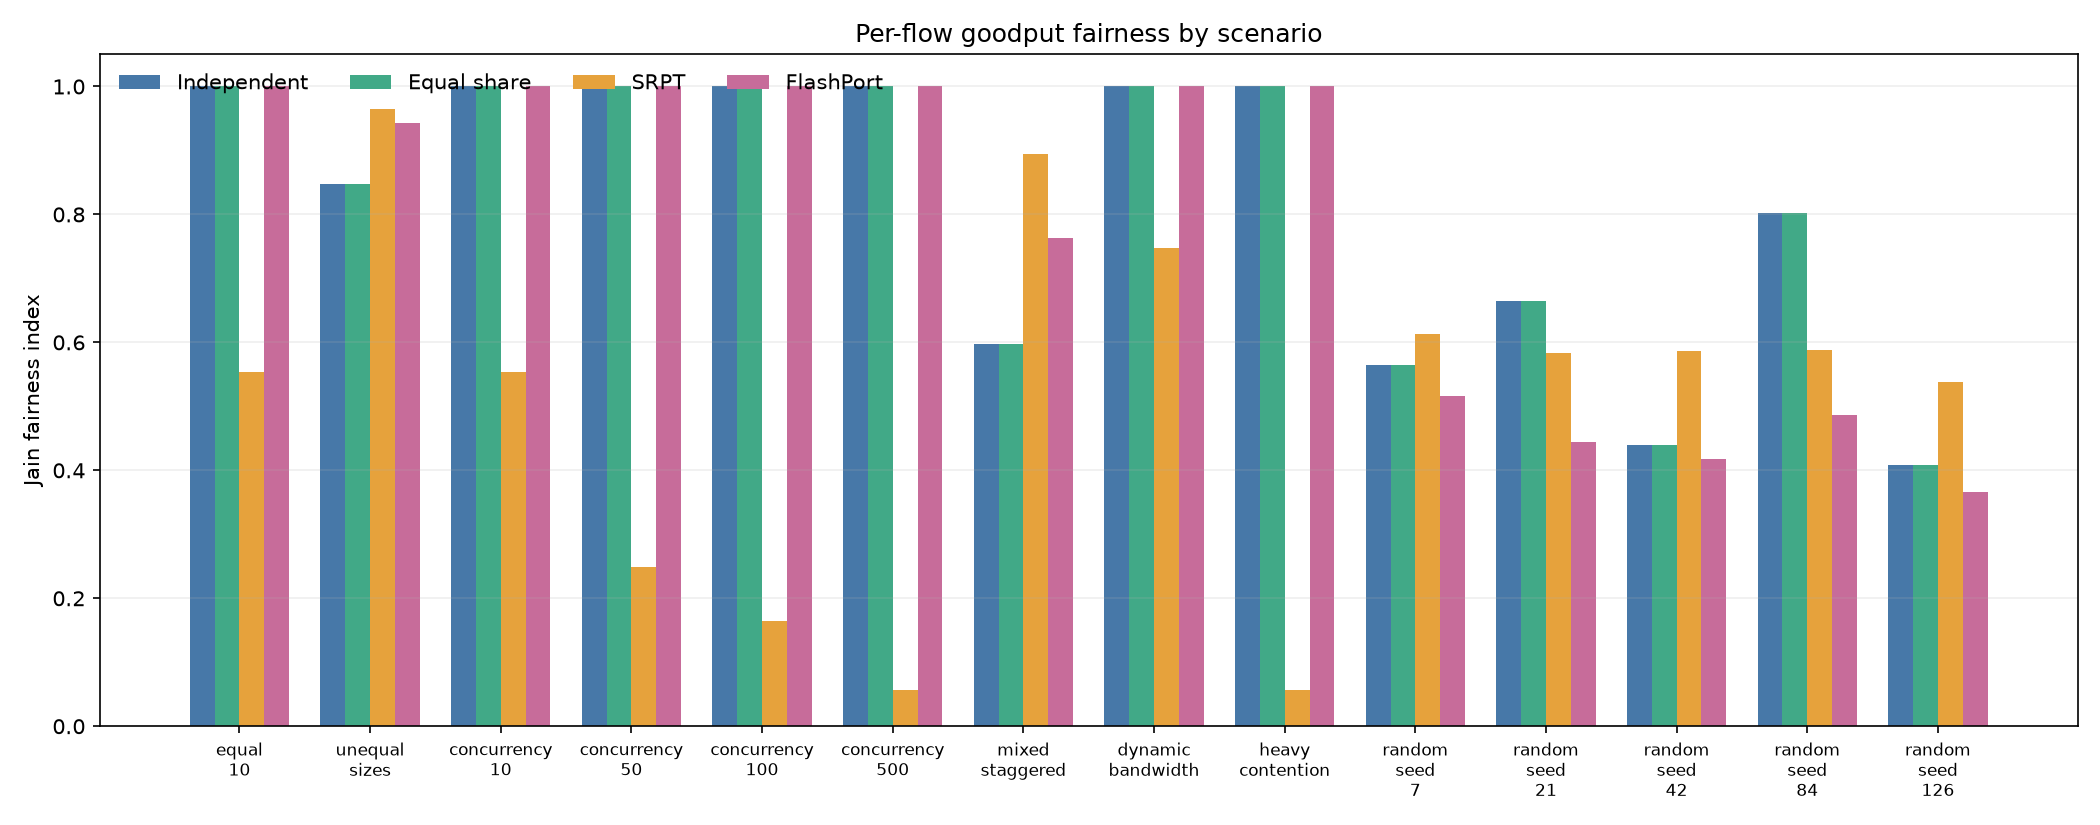 Per-flow goodput fairness by scenario
Independent Equal share SRPT FlashPort
Jain fairness index
1.0
0.8
0.6
0.4
0.2
0.0
equal
10
unequal
sizes
concurrency
10
concurrency
50
concurrency
100
concurrency
500
mixed
staggered
dynamic
bandwidth
heavy
contention
random
seed
7
random
seed
21
random
seed
42
random
seed
84
random
seed
126